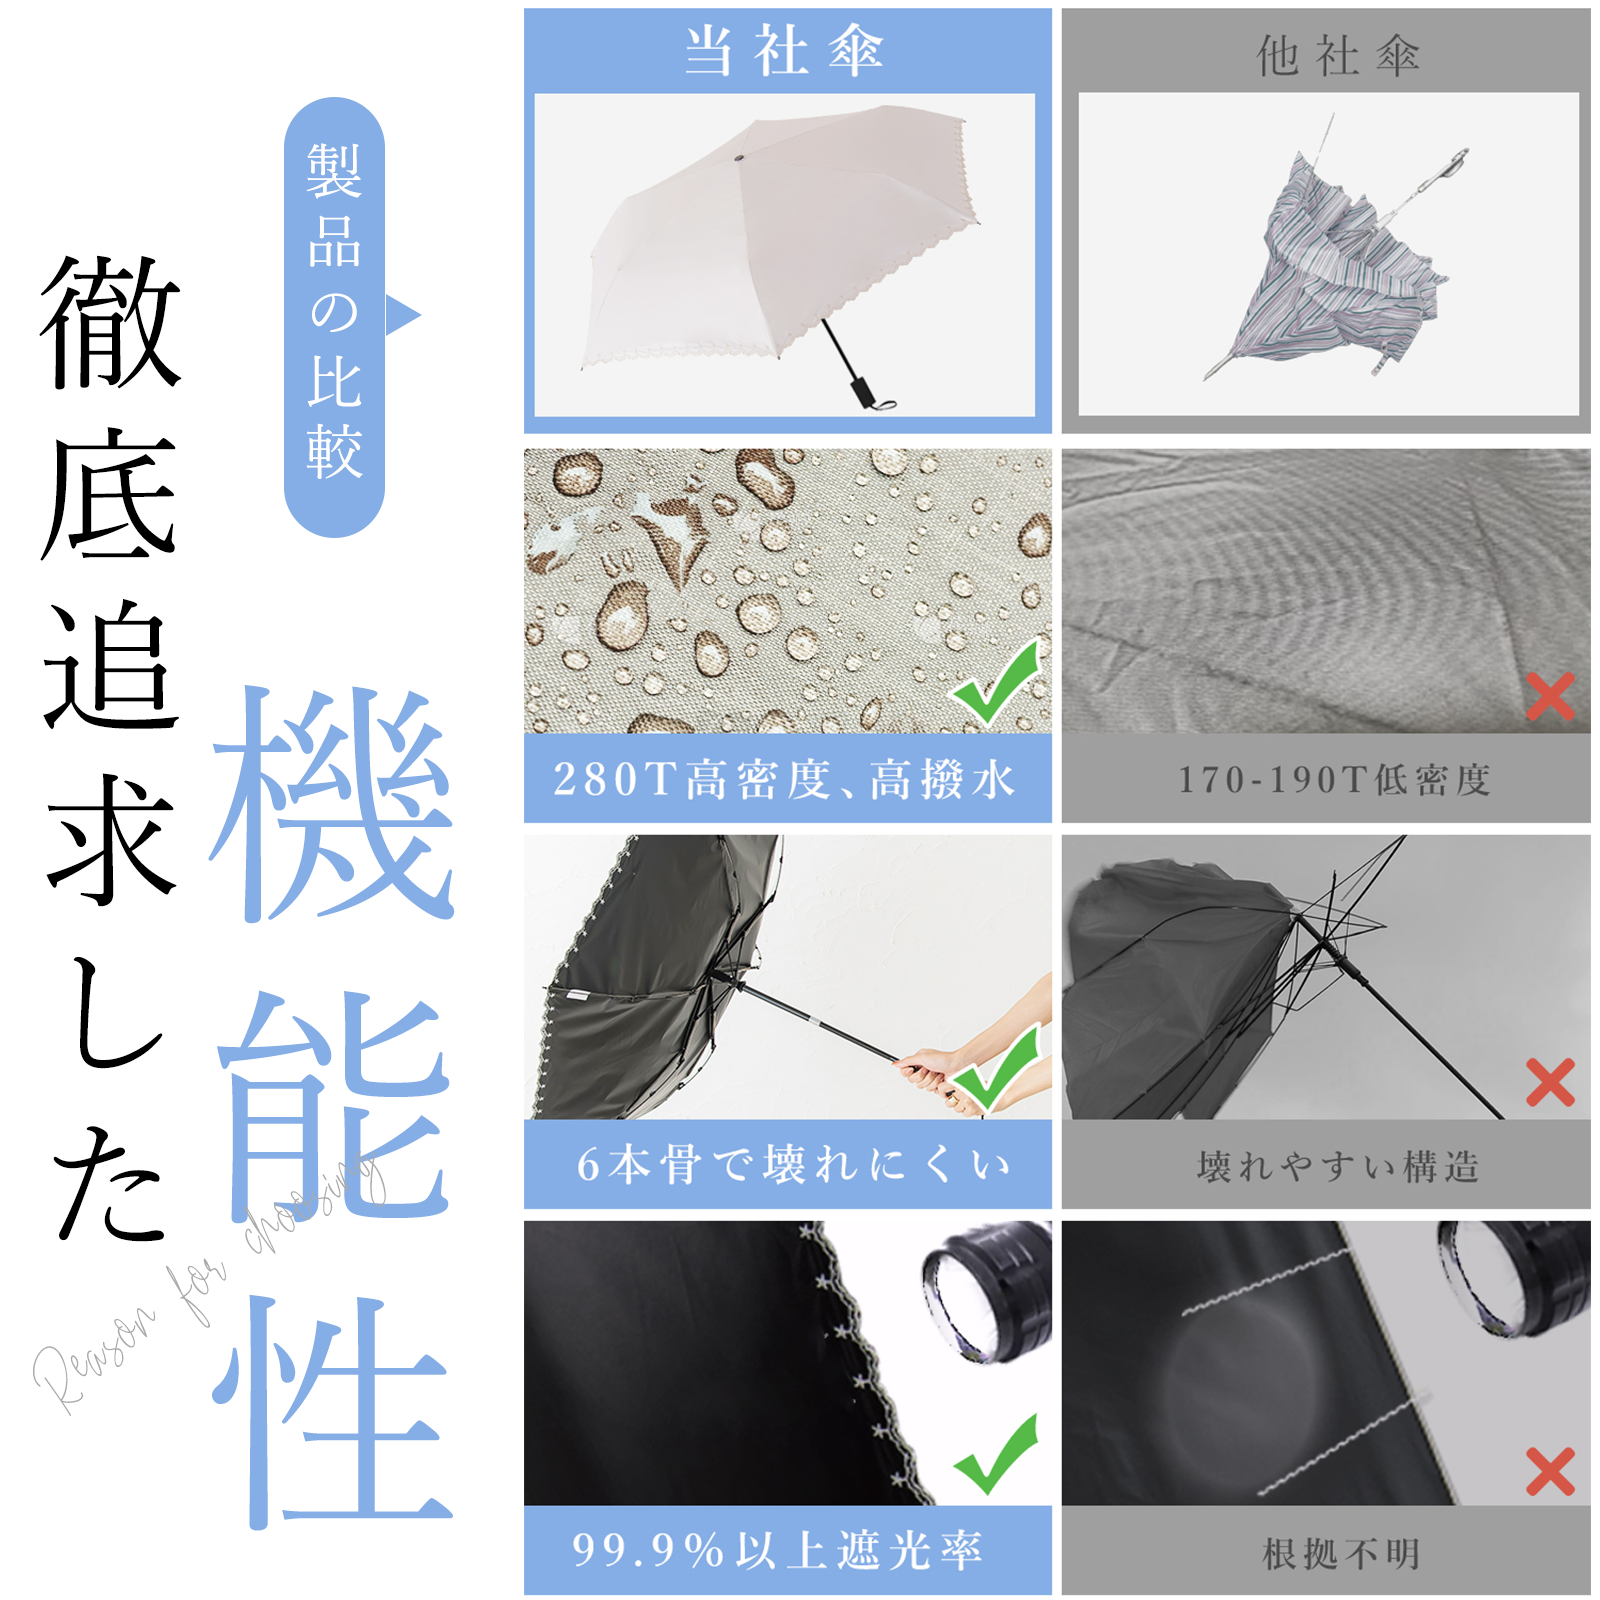 製品の比較
徹底追求した
機能性
Reason for choosing
当社傘
他社傘
280T高密度、高撥水
170-190T低密度
6本骨で壊れにくい
壊れやすい構造
99.9%以上遮光率
根拠不明